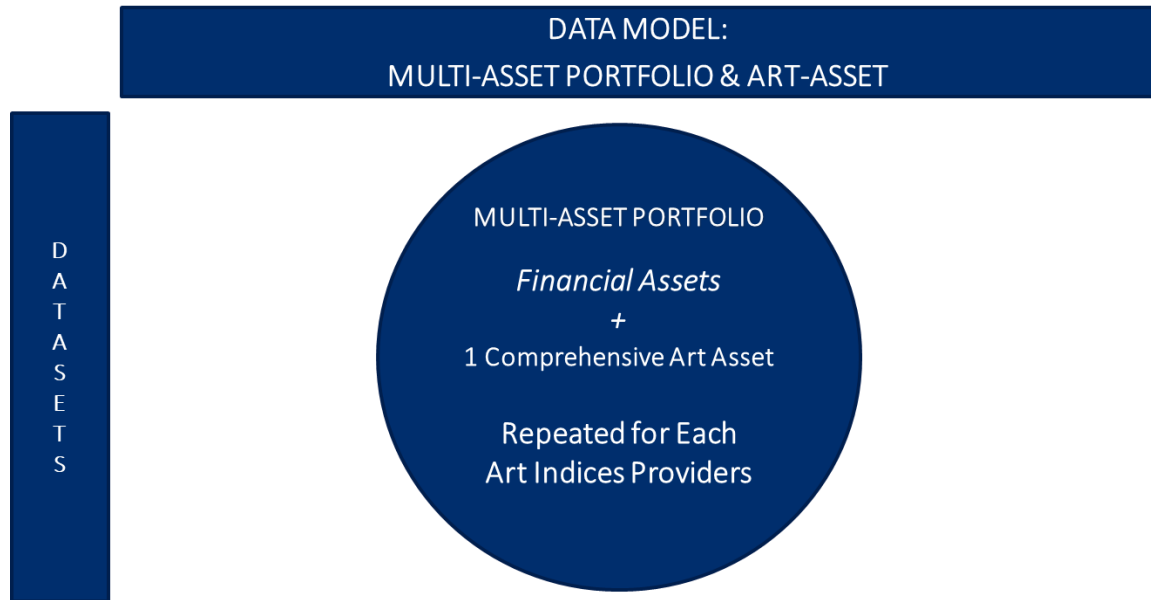 DATA MODEL:
MULTI-ASSET PORTFOLIO & ART-ASSET
DATASETS
MULTI-ASSET PORTFOLIO
Financial Assets
+
1 Comprehensive Art Asset
Repeated for Each
Art Indices Providers